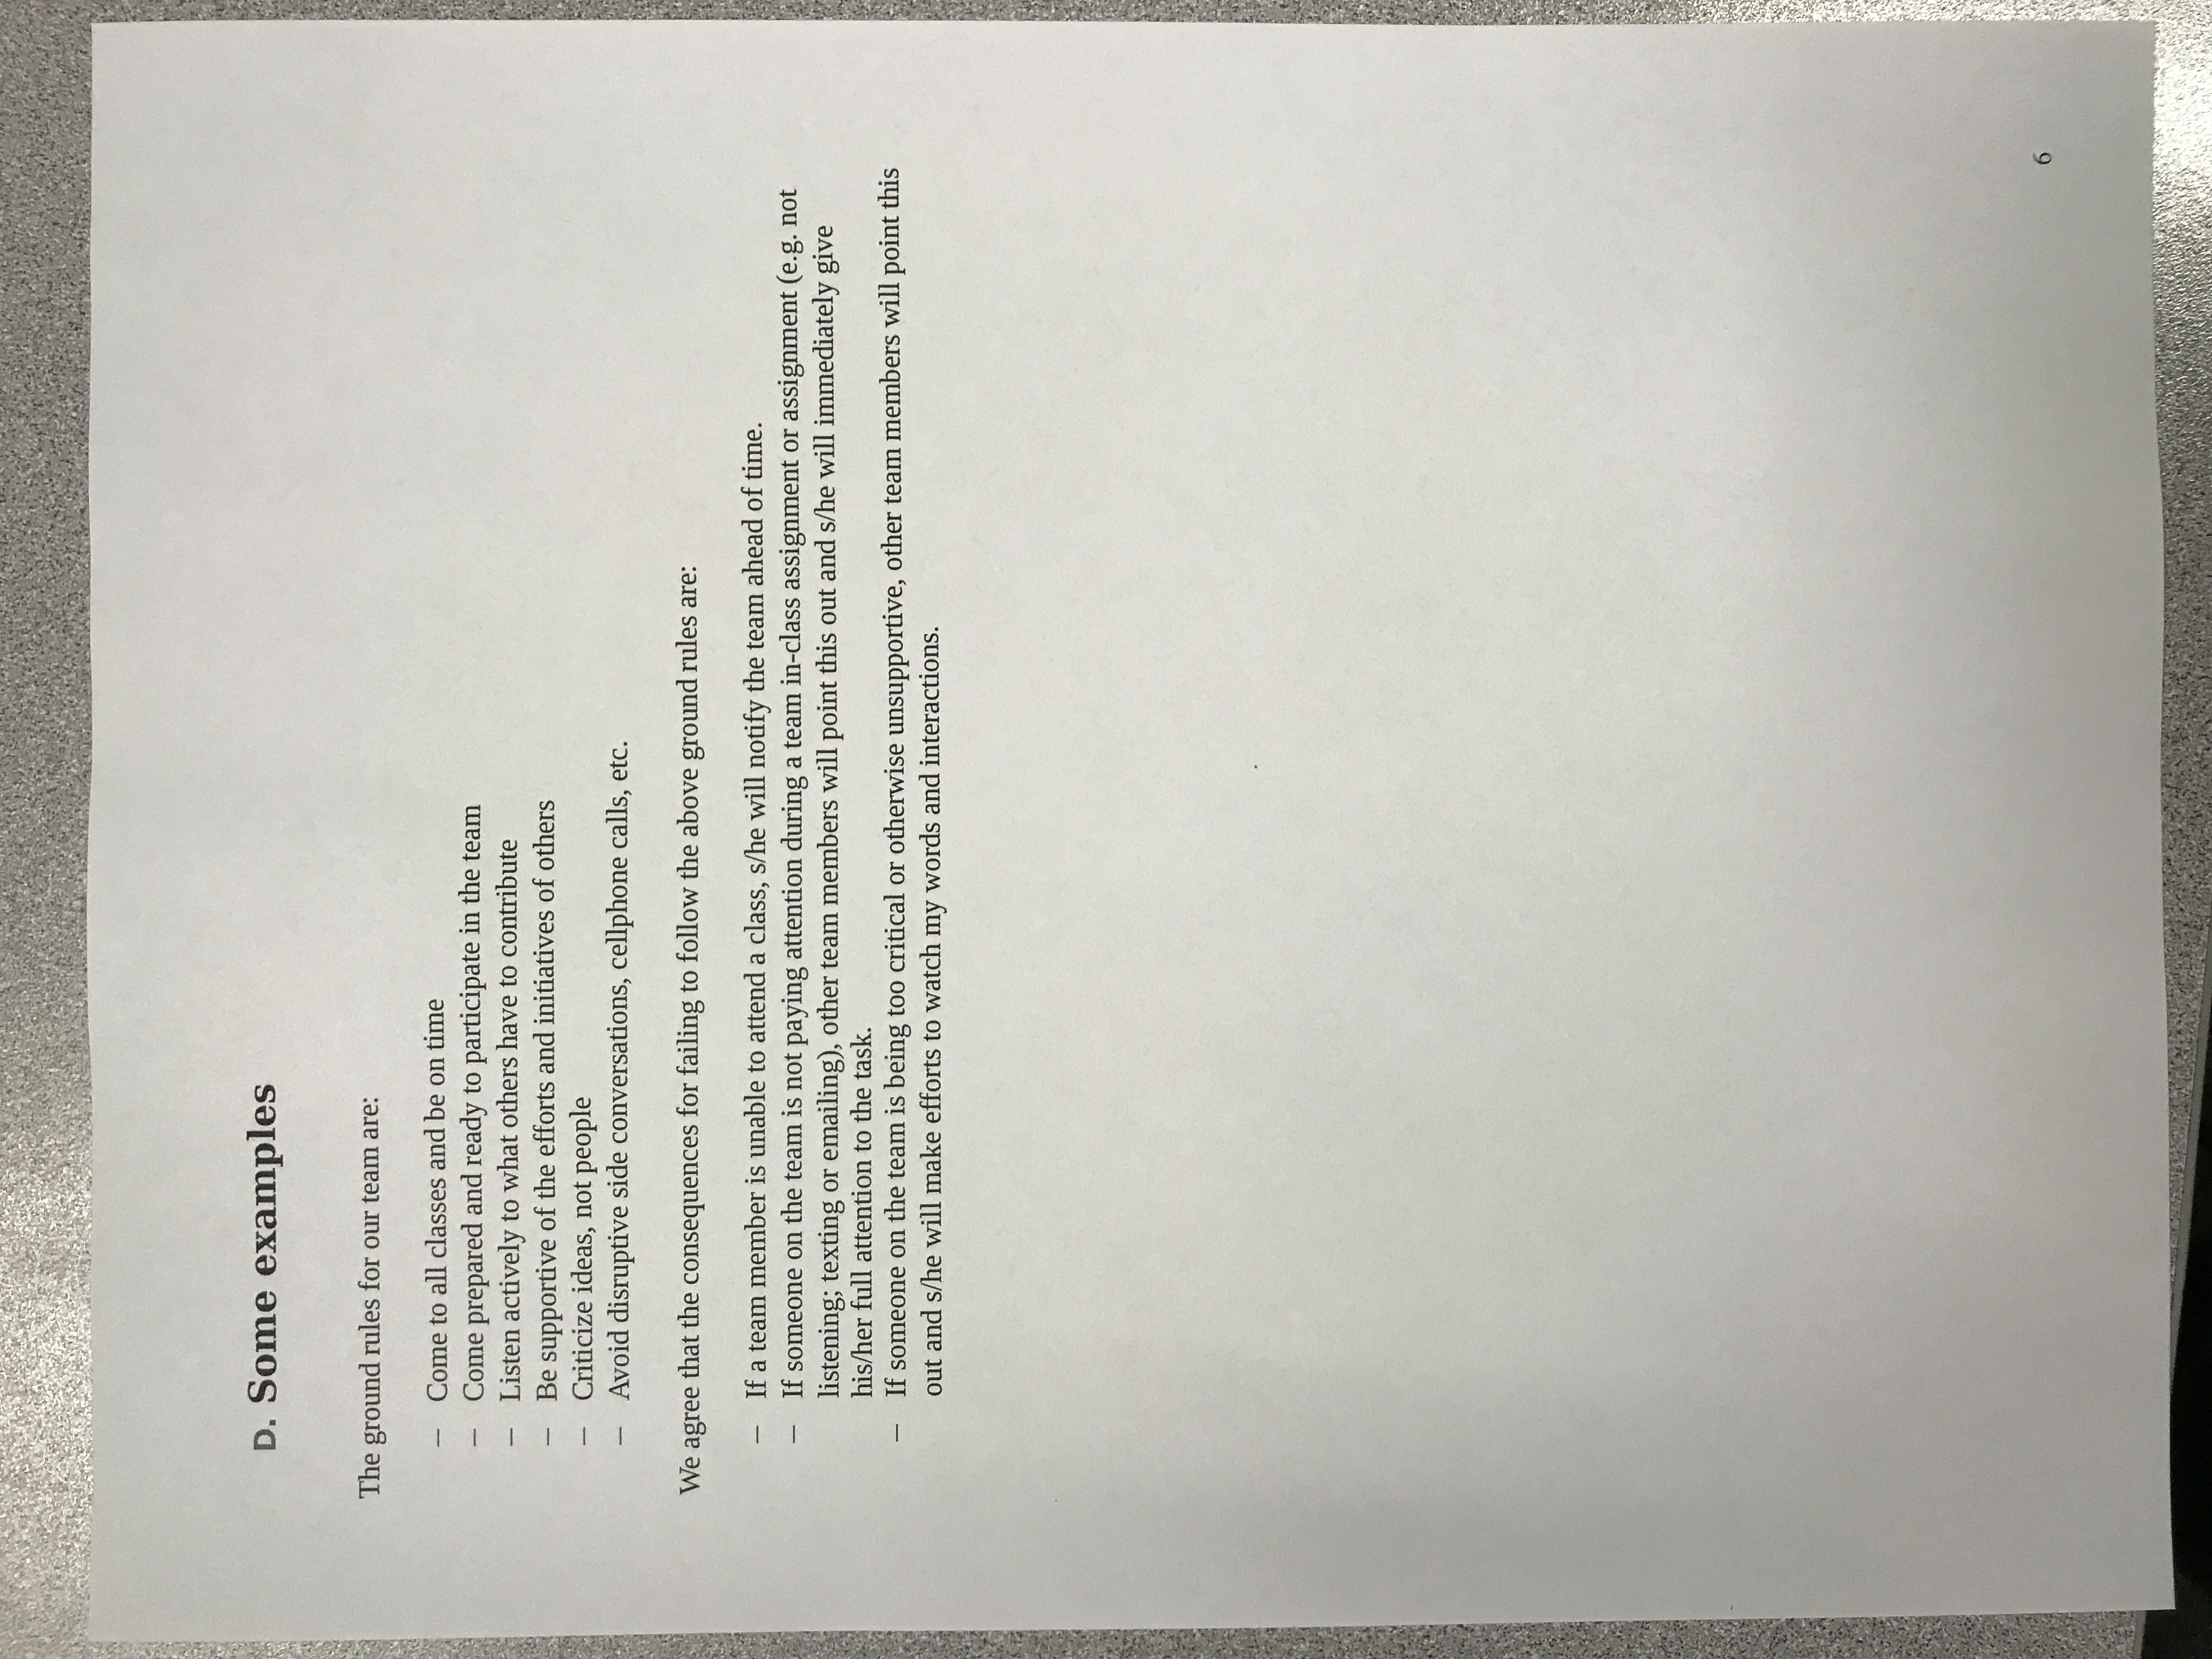 D. Some examples
The ground rules for our team are:
– Come to all classes and be on time
– Come prepared and ready to participate in the team
– Listen actively to what others have to contribute
– Be supportive of the efforts and initiatives of others
– Criticize ideas, not people
– Avoid disruptive side conversations, cellphone calls, etc.
We agree that the consequences for failing to follow the above ground rules are:
– If a team member is unable to attend a class, s/he will notify the team ahead of time.
– If someone on the team is not paying attention during a team in-class assignment or assignment (e.g. not
listening; texting or emailing), other team members will point this out and s/he will immediately give
his/her full attention to the task.
– If someone on the team is being too critical or otherwise unsupportive, other team members will point this
out and s/he will make efforts to watch my words and interactions.
6